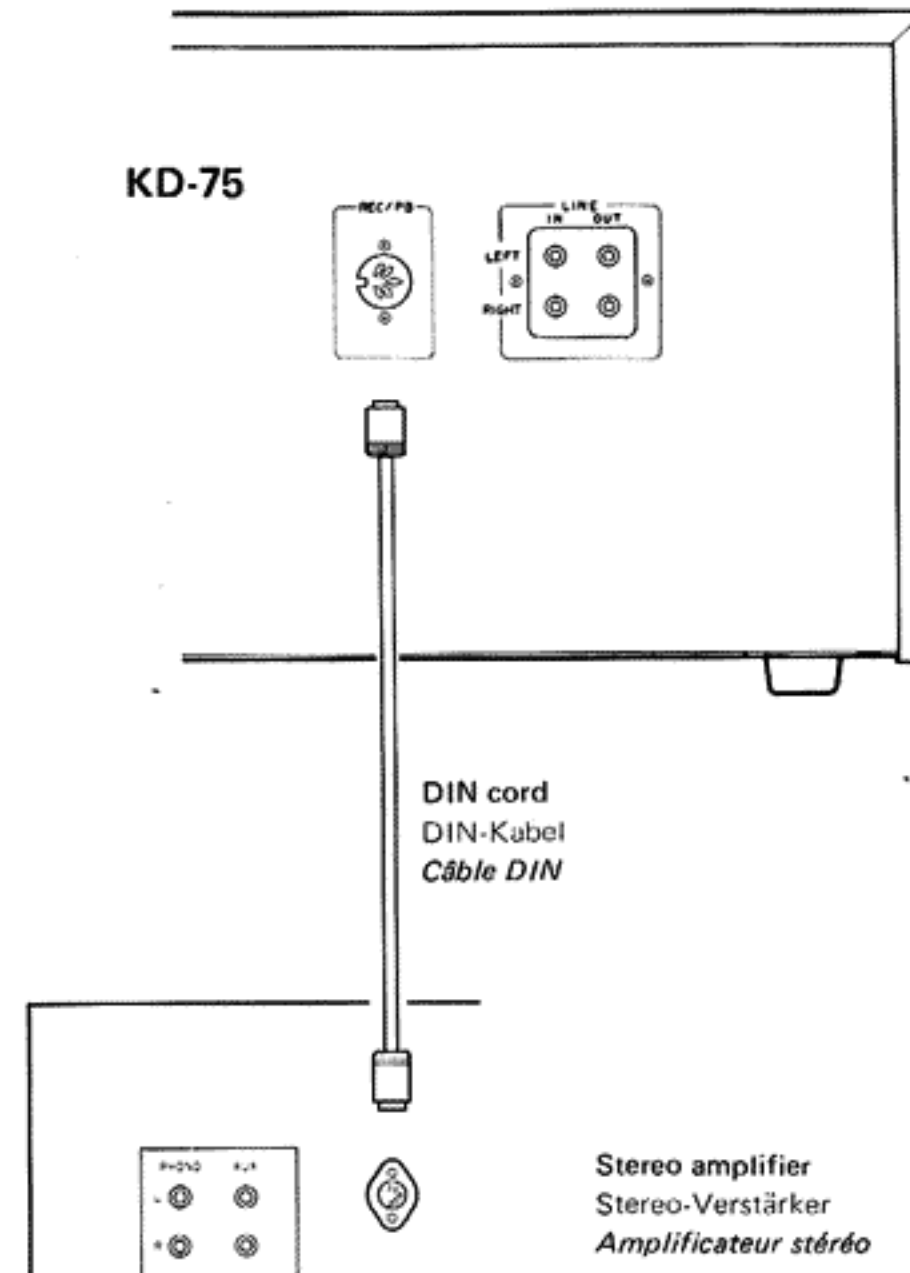 KD-75
REC/PB
LINE
IN OUT
LEFT
RIGHT
DIN cord
DIN-Kabel
Câble DIN
PHONO AUX
L
R
Stereo amplifier
Stereo-Verstärker
Amplificateur stéréo